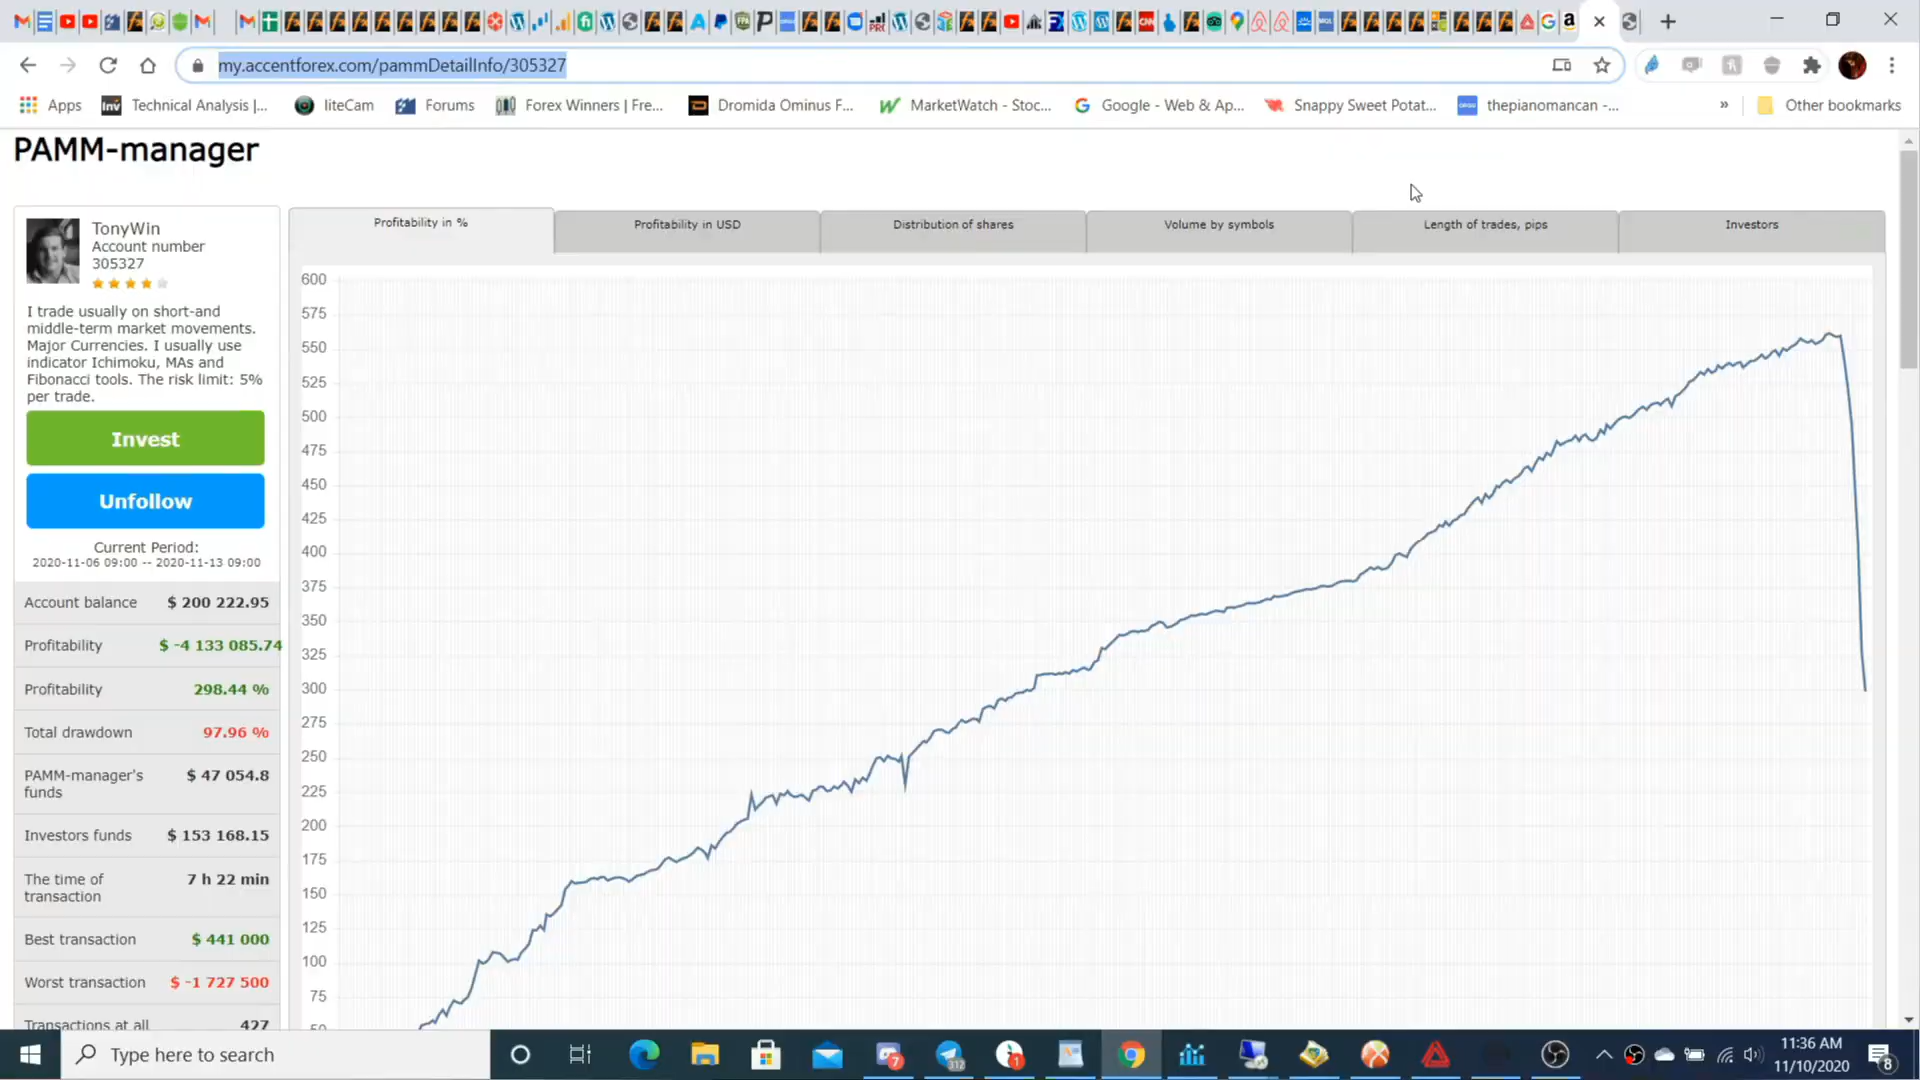 my.accentforex.com/pammDetailInfo/305327
Apps
Technical Analysis |...
liteCam
Forums
Forex Winners | Fre...
Dromida Ominus F...
MarketWatch - Stoc...
Google - Web & Ap...
Snappy Sweet Potat...
thepianomancan -...
»
Other bookmarks
PAMM-manager
TonyWin
Account number
305327
I trade usually on short-and
middle-term market movements.
Major Currencies. I usually use
indicator Ichimoku, MAs and
Fibonacci tools. The risk limit: 5%
per trade.
Invest
Unfollow
Current Period:
2020-11-06 09:00 -- 2020-11-13 09:00
Account balance $ 200 222.95
Profitability $ -4 133 085.74
Profitability 298.44 %
Total drawdown 97.96 %
PAMM-manager's
funds $ 47 054.8
Investors funds $ 153 168.15
The time of
transaction 7 h 22 min
Best transaction $ 441 000
Worst transaction $ -1 727 500
Transactions at all 427
Profitability in %
Profitability in USD
Distribution of shares
Volume by symbols
Length of trades, pips
Investors
600
575
550
525
500
475
450
425
400
375
350
325
300
275
250
225
200
175
150
125
100
75
50
Type here to search
7
312
1
11:36 AM
11/10/2020
8